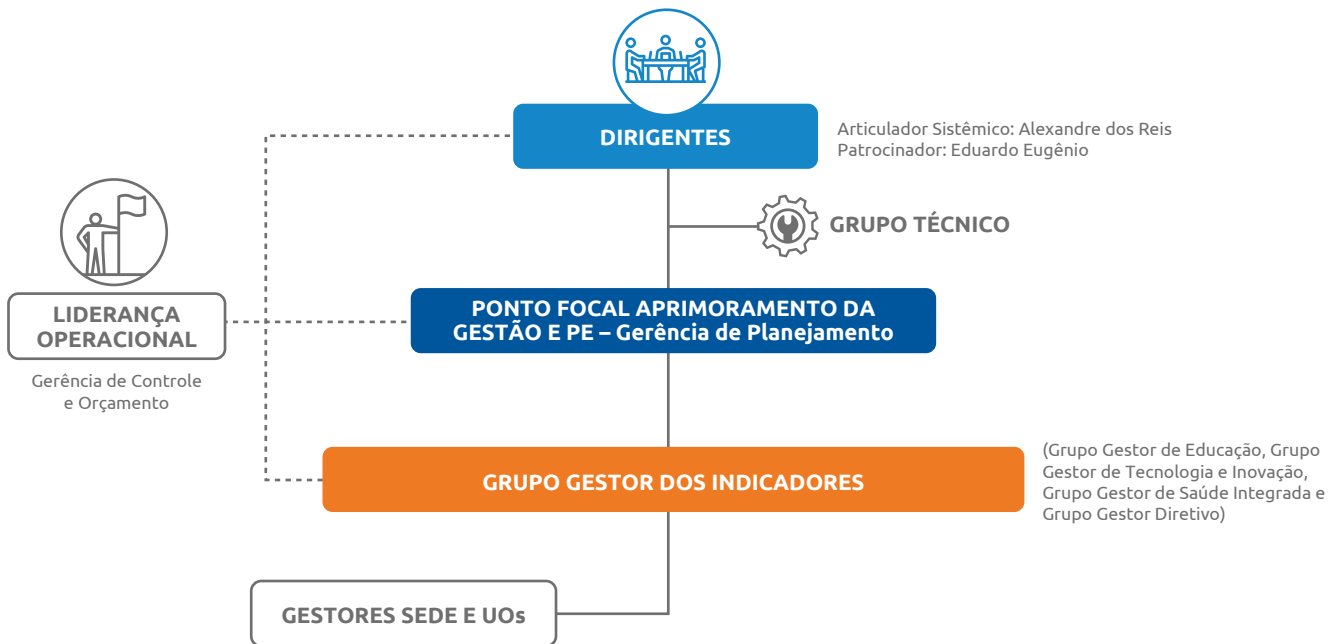 DIRIGENTES
Articulador Sistêmico: Alexandre dos Reis
Patrocinador: Eduardo Eugênio
GRUPO TÉCNICO
LIDERANÇA
OPERACIONAL
Gerência de Controle
e Orçamento
PONTO FOCAL APRIMORAMENTO DA
GESTÃO E PE – Gerência de Planejamento
GRUPO GESTOR DOS INDICADORES
(Grupo Gestor de Educação, Grupo
Gestor de Tecnologia e Inovação,
Grupo Gestor de Saúde Integrada e
Grupo Gestor Diretivo)
GESTORES SEDE E UOs